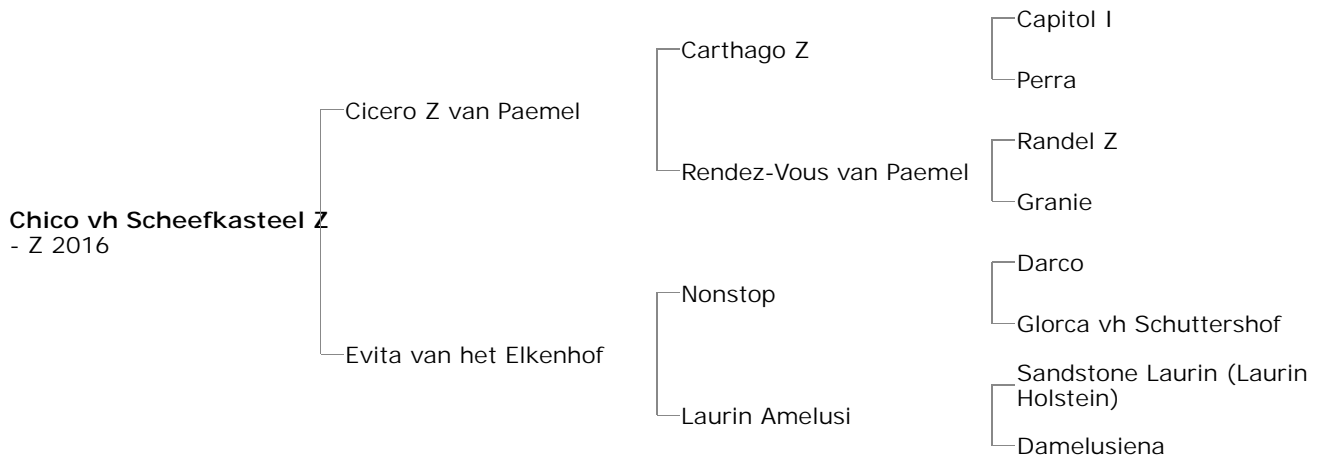 Capitol I
Carthago Z
Perra
Cicero Z van Paemel
Randel Z
Rendez-Vous van Paemel
Granie
Chico vh Scheefkasteel Z
- Z 2016
Darco
Nonstop
Glorca vh Schuttershof
Evita van het Elkenhof
Sandstone Laurin (Laurin
Holstein)
Laurin Amelusi
Damelusiena